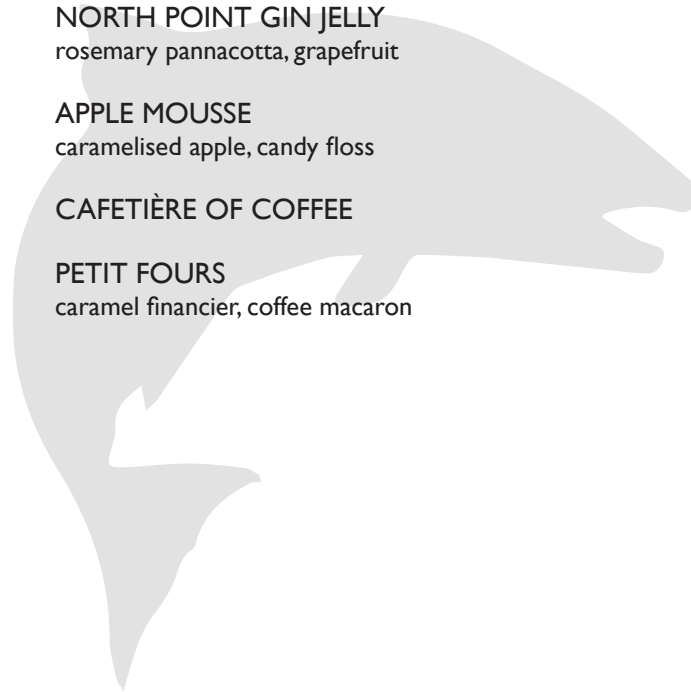 NORTH POINT GIN JELLY
rosemary pannacotta, grapefruit
APPLE MOUSSE
caramelised apple, candy floss
CAFETIÈRE OF COFFEE
PETIT FOURS
caramel financier, coffee macaron